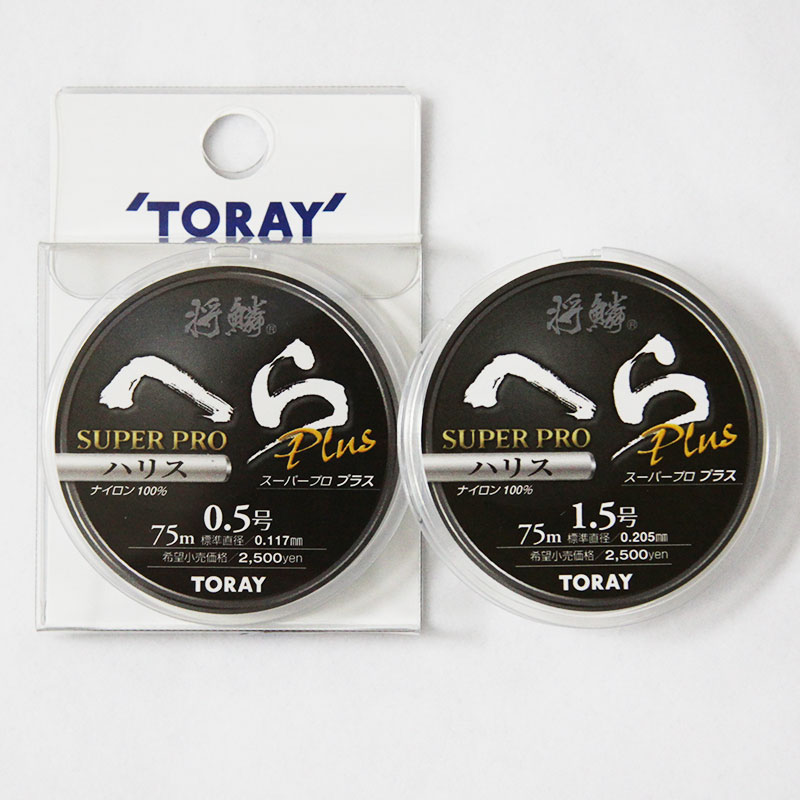 'TORAY'
将鱗®
へら
SUPER PRO Plus
ハリス
スーパープロ プラス
ナイロン100%
0.5号
75m 標準直径/0.117mm
希望小売価格/2,500yen
TORAY
将鱗®
へら
SUPER PRO Plus
ハリス
スーパープロ プラス
ナイロン100%
1.5号
75m 標準直径/0.205mm
希望小売価格/2,500yen
TORAY